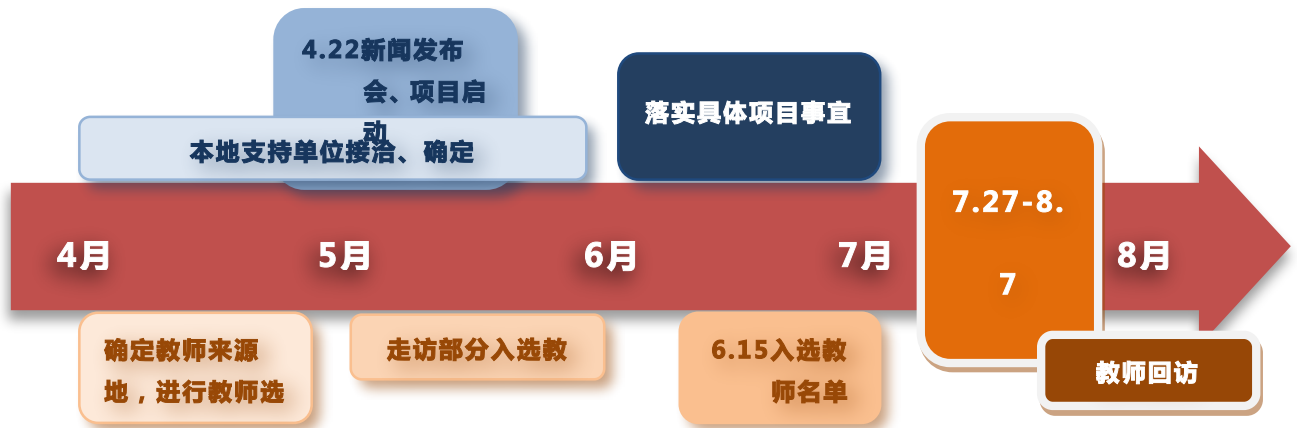 4.22新闻发布
会、项目启
动
本地支持单位接洽、确定
落实具体项目事宜
7.27-8.
7
4月
5月
6月
7月
8月
确定教师来源
地，进行教师选
走访部分入选教
6.15入选教
师名单
教师回访